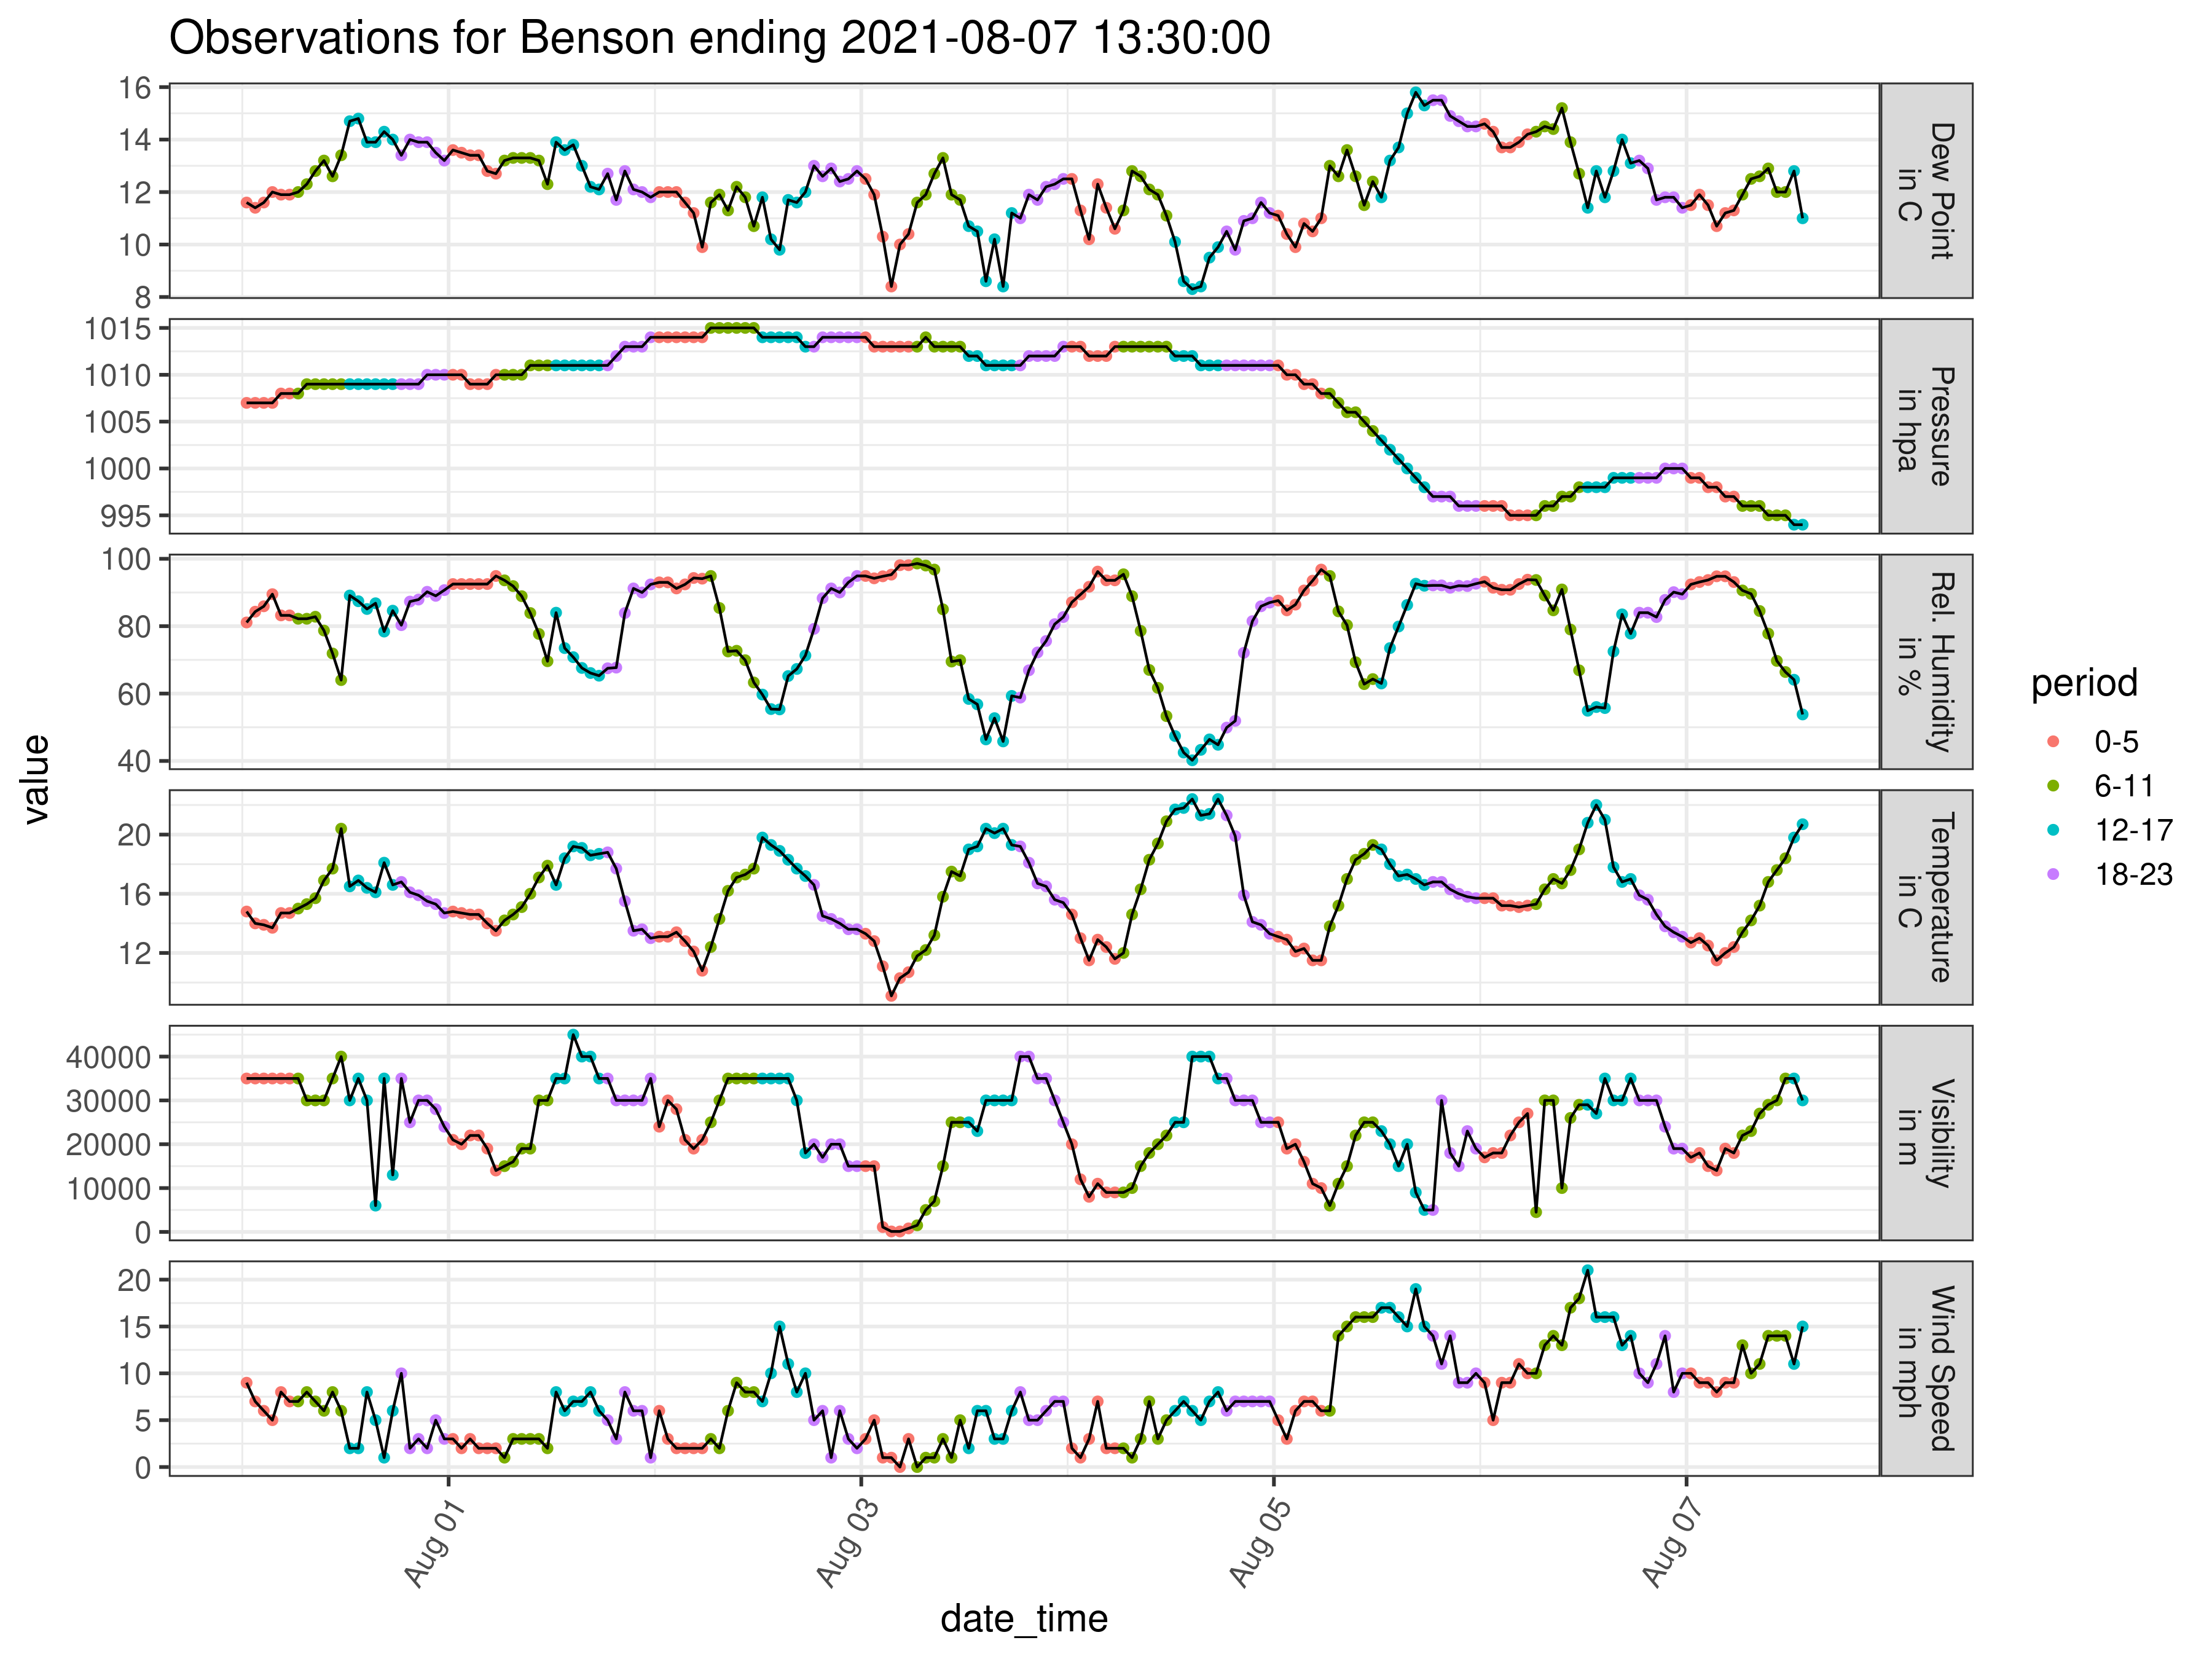 Observations for Benson ending 2021-08-07 13:30:00
16
14
12
10
8
Dew Point
in C
1015
1010
1005
1000
995
Pressure
in hpa
100
80
60
40
Rel. Humidity
in %
20
16
12
Temperature
in C
40000
30000
20000
10000
0
Visibility
in m
20
15
10
5
0
Wind Speed
in mph
value
Aug 01
Aug 03
Aug 05
Aug 07
date_time
period
0-5
6-11
12-17
18-23